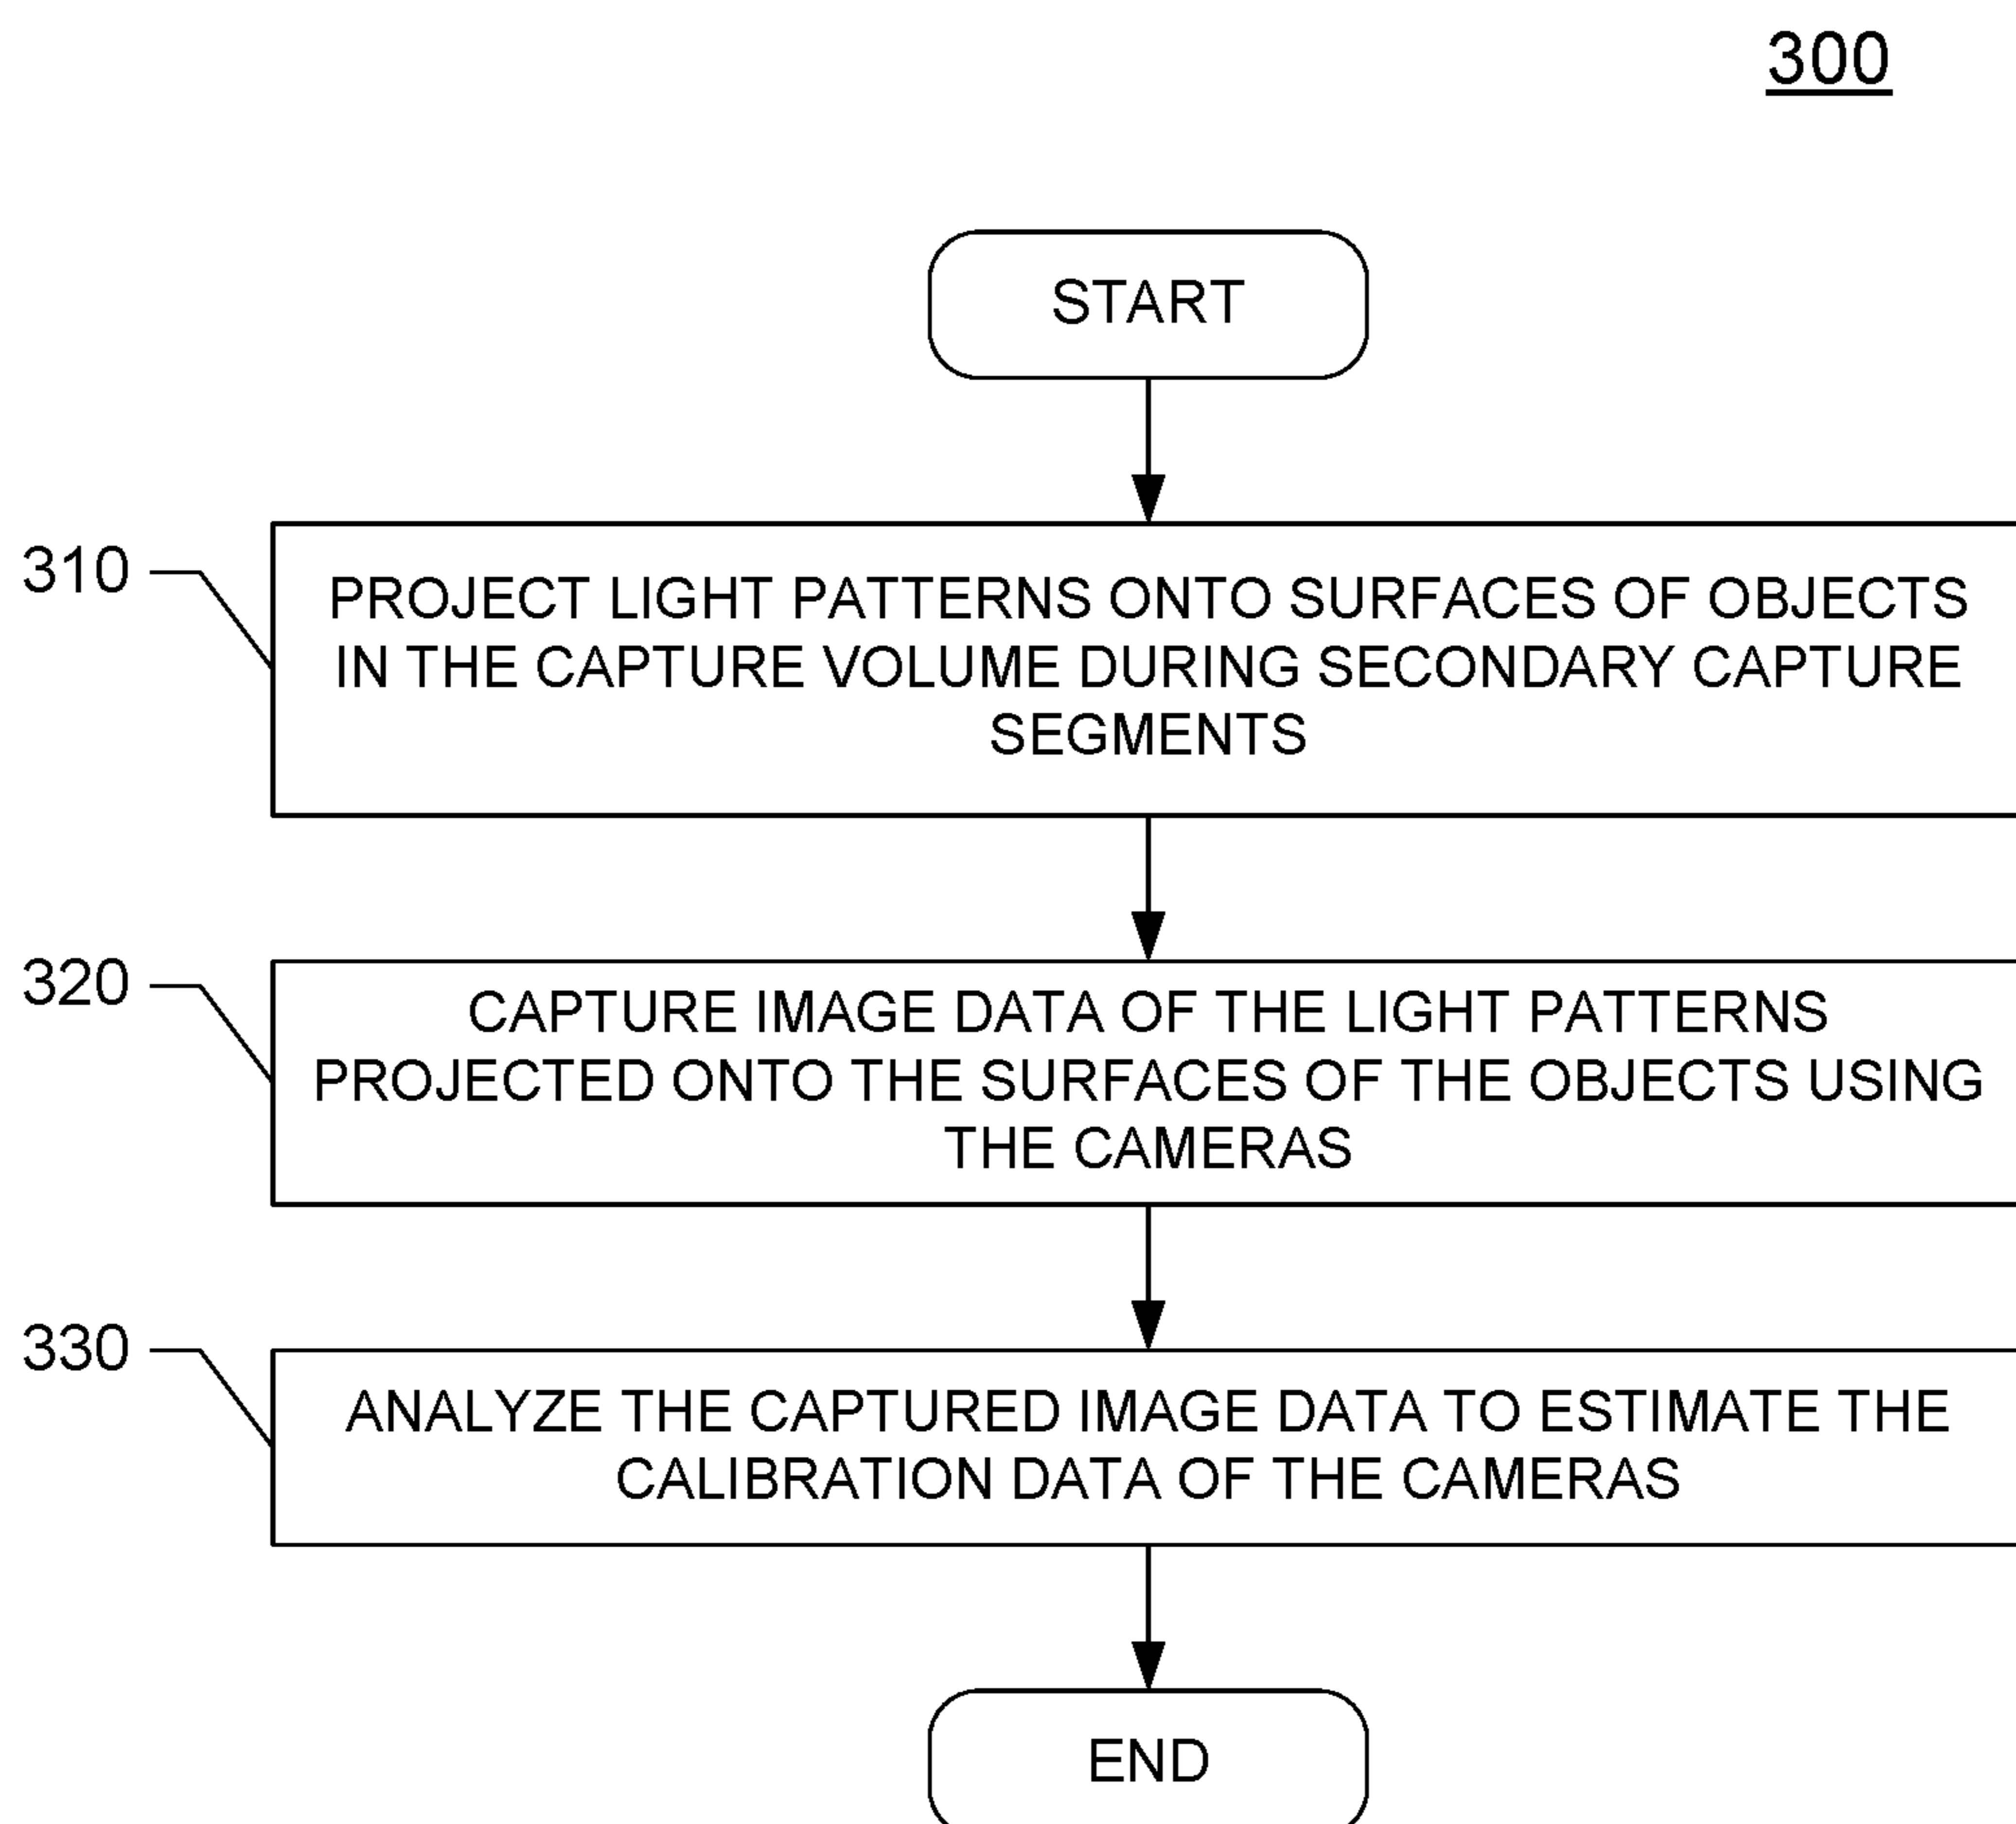 300
START
310
PROJECT LIGHT PATTERNS ONTO SURFACES OF OBJECTS
IN THE CAPTURE VOLUME DURING SECONDARY CAPTURE
SEGMENTS
320
CAPTURE IMAGE DATA OF THE LIGHT PATTERNS
PROJECTED ONTO THE SURFACES OF THE OBJECTS USING
THE CAMERAS
330
ANALYZE THE CAPTURED IMAGE DATA TO ESTIMATE THE
CALIBRATION DATA OF THE CAMERAS
END